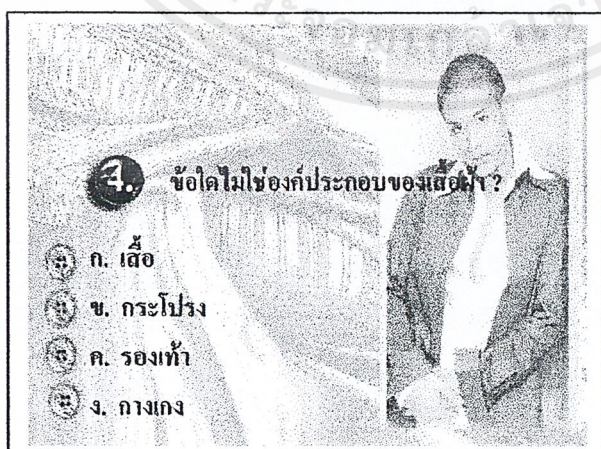 4. ข้อใดไม่ใช่องค์ประกอบของเสื้อผ้า ?
ก. เสื้อ
ข. กระโปรง
ค. รองเท้า
ง. กางเกง